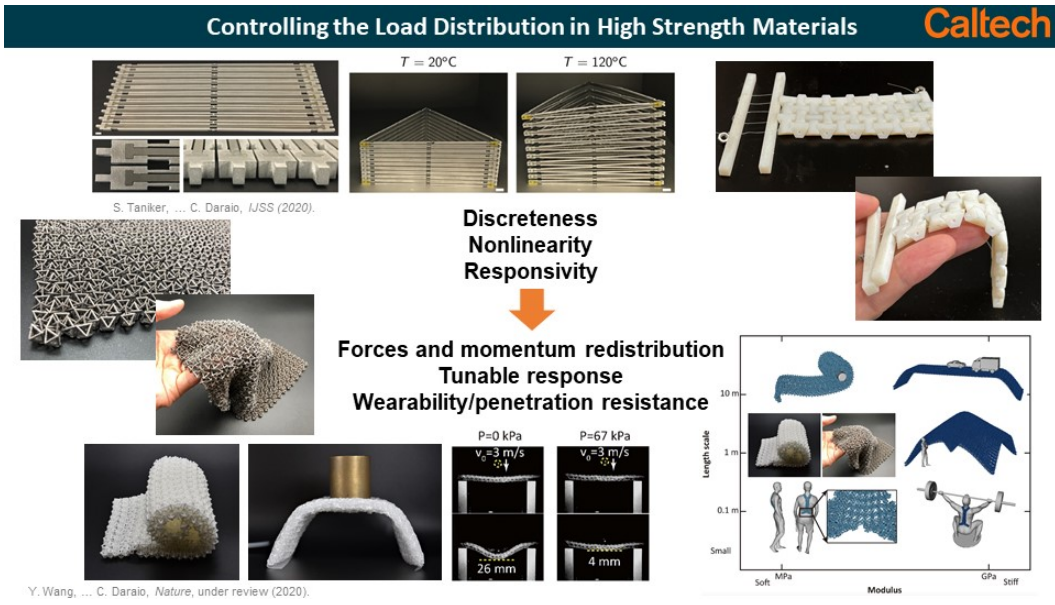 Controlling the Load Distribution in High Strength Materials
Caltech
T = 20°C
T = 120°C
S. Taniker, ... C. Daraio, IJSS (2020).
Discreteness
Nonlinearity
Responsivity
Forces and momentum redistribution
Tunable response
Wearability/penetration resistance
P=0 kPa
P=67 kPa
v₀=3 m/s
v₀=3 m/s
26 mm
4 mm
Length scale
10 m
1 m
0.1 m
Small
Soft
MPa
GPa
Stiff
Modulus
Y. Wang, ... C. Daraio, Nature, under review (2020).